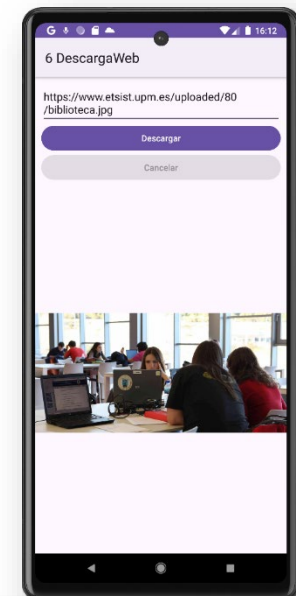 G
16:12
6 DescargaWeb
https://www.etsist.upm.es/uploaded/80
/biblioteca.jpg
Descargar
Cancelar